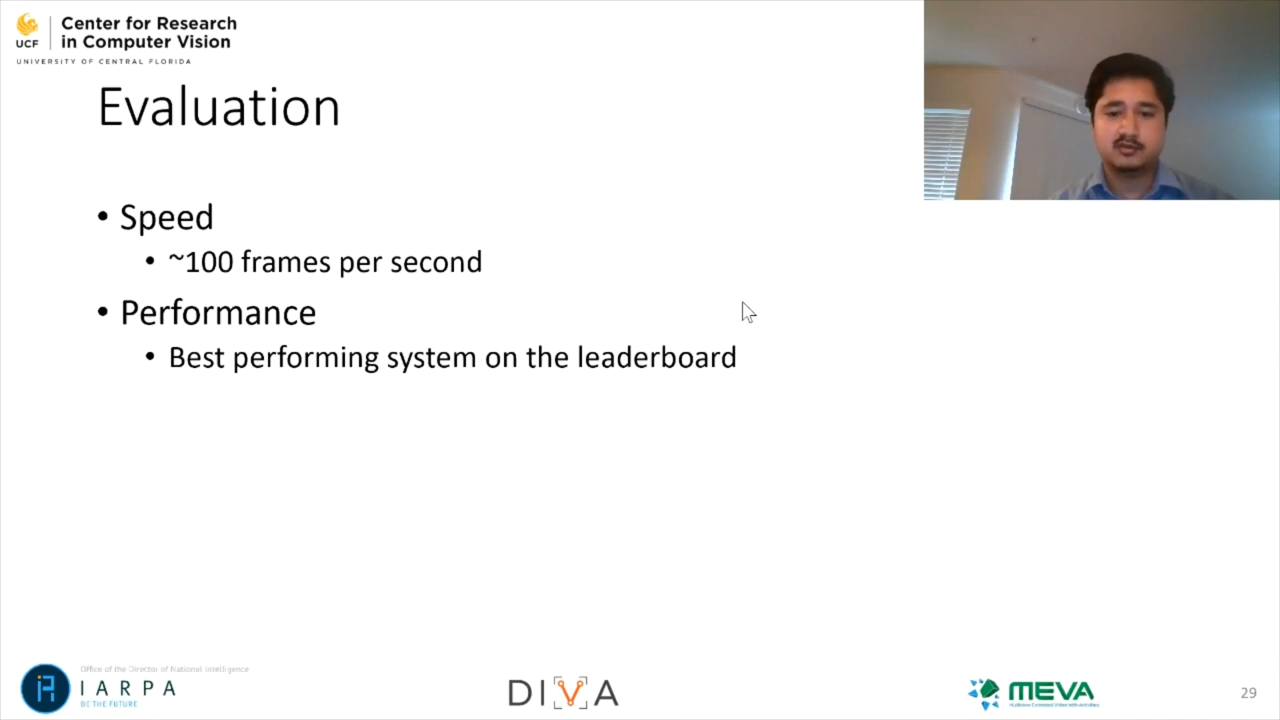 Center for Research
in Computer Vision
UCF
UNIVERSITY OF CENTRAL FLORIDA
Evaluation
• Speed
• ~100 frames per second
• Performance
• Best performing system on the leaderboard
Office of the Director of National Intelligence
IARPA
BE THE FUTURE
DIVA
MEVA
29